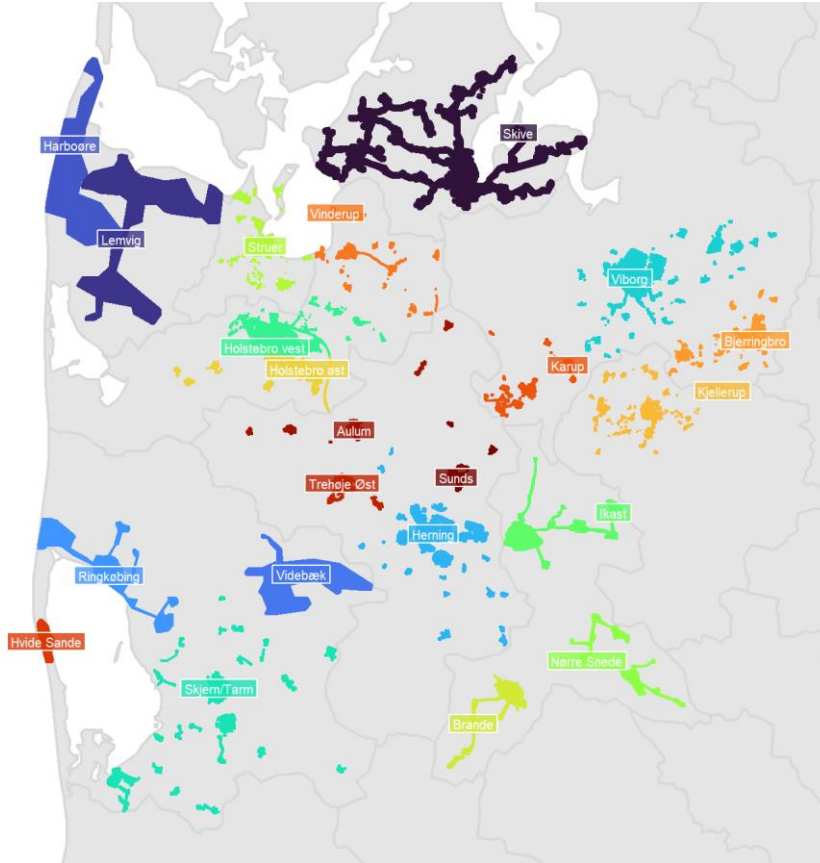 Skive
Harboøre
Vinderup
Lemvig
Struer
Viborg
Bjerringbro
Holstebro vest
Holstebro øst
Karup
Kjellerup
Aulum
Sunds
Trehøje Øst
Ikast
Herning
Ringkøbing
Videbæk
Hvide Sande
Nørre Snede
Skjern/Tarm
Brande